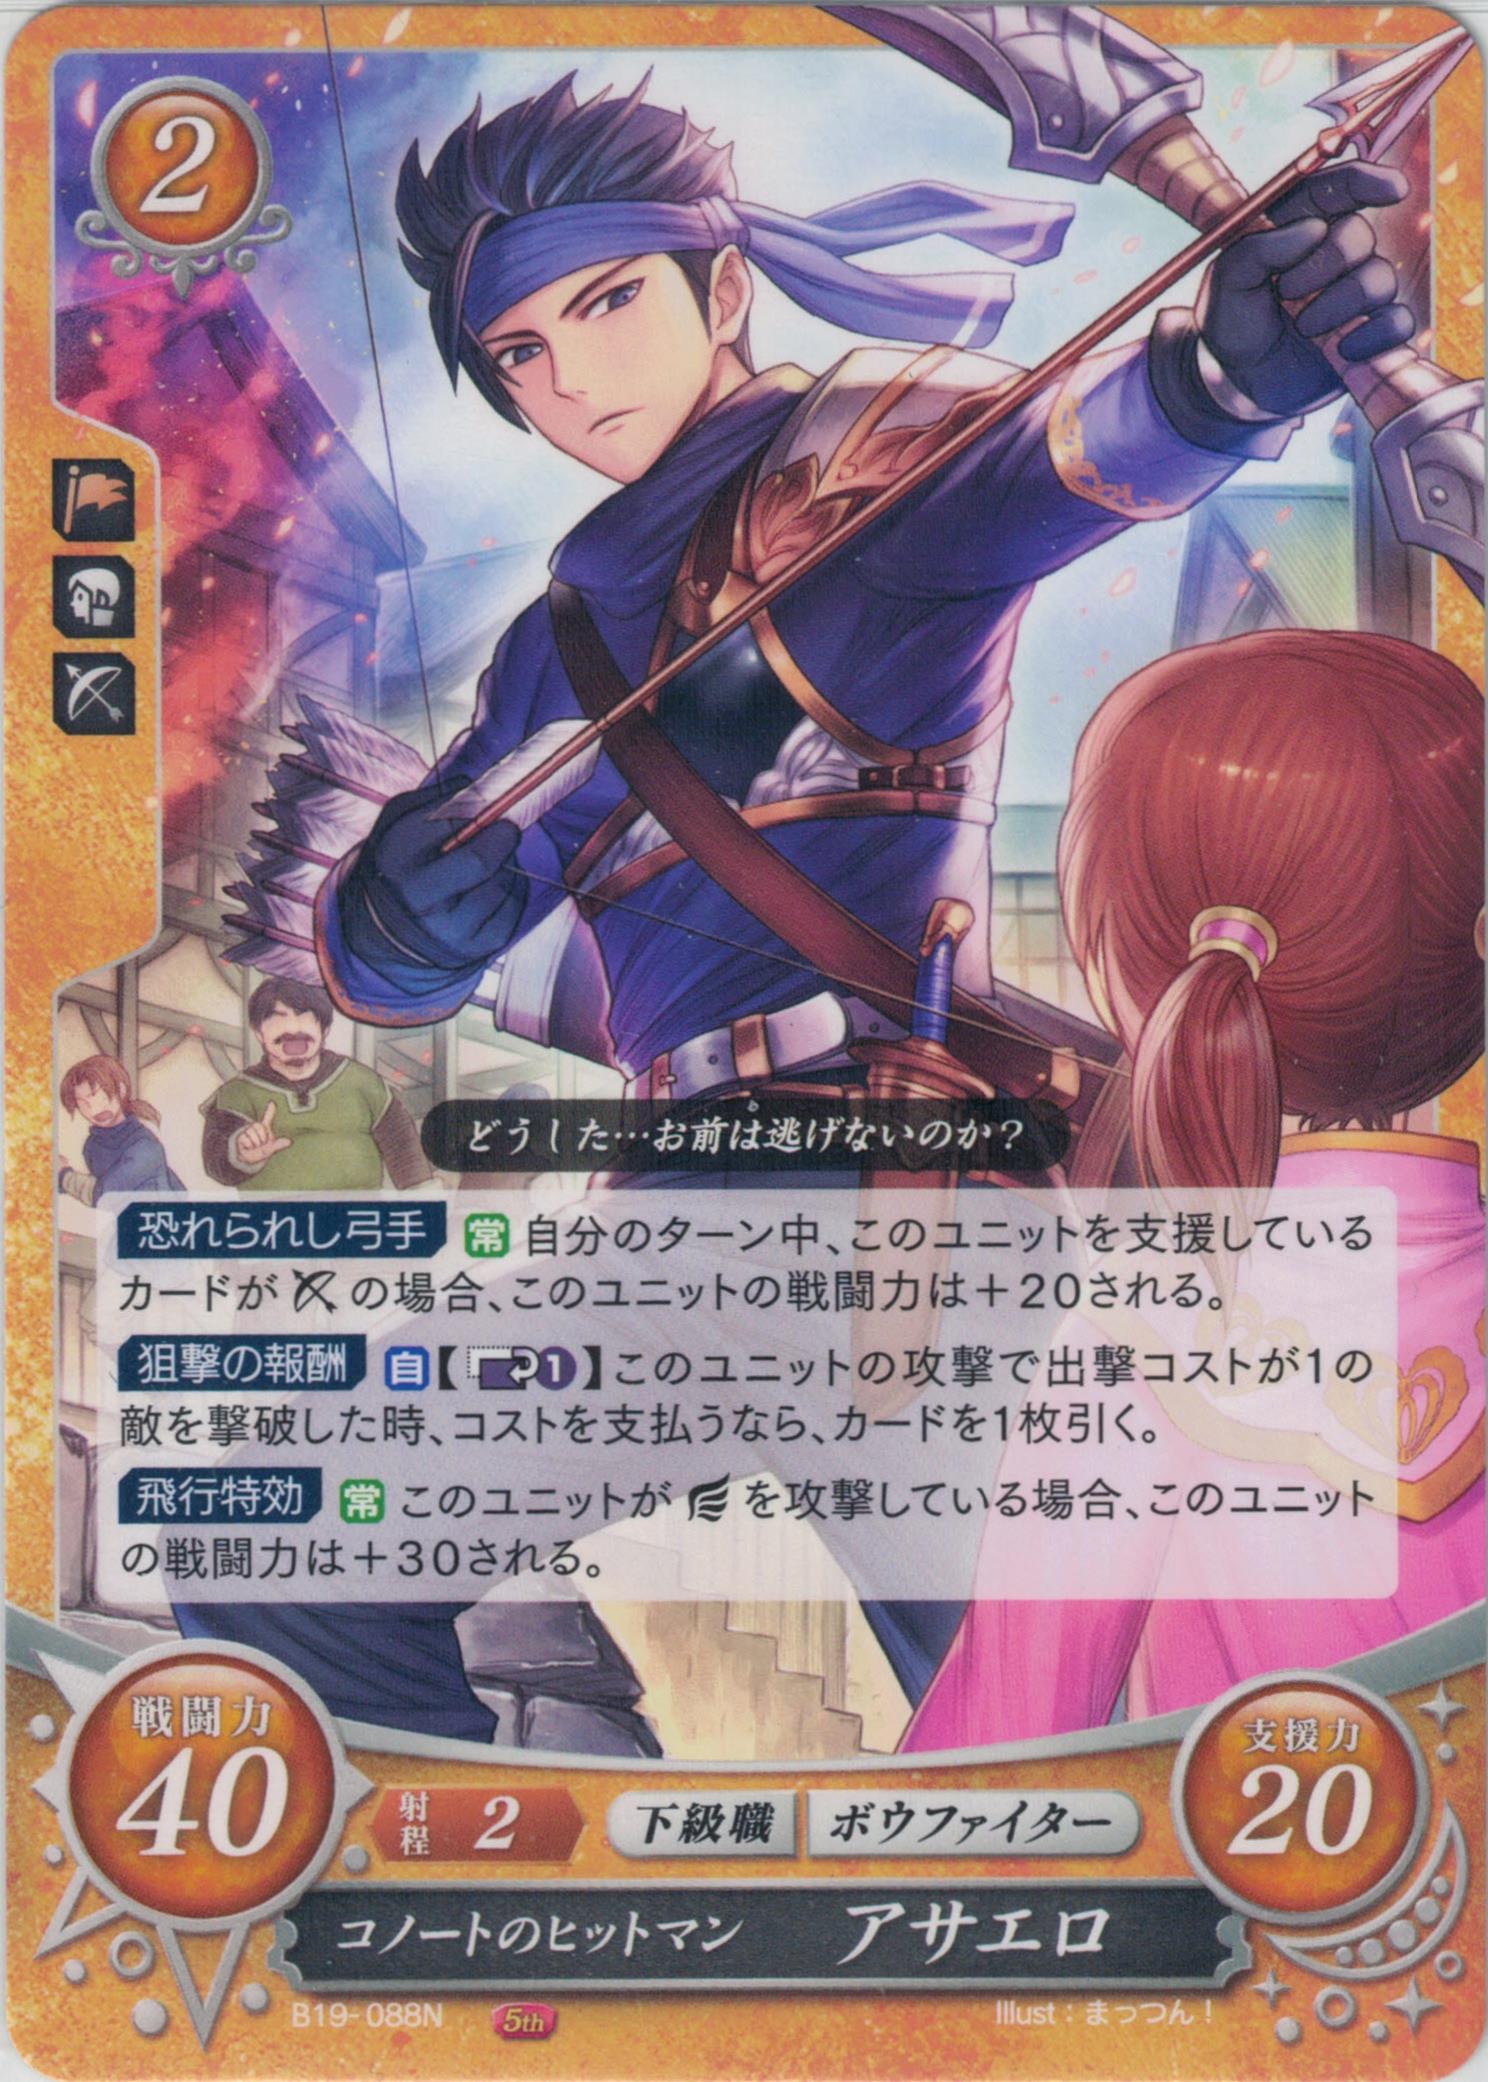 2
どうした…お前は逃げないのか？
恐れられし弓手 常 自分のターン中、このユニットを支援している
カードが の場合、このユニットの戦闘力は＋20される。
狙撃の報酬 自【 1 】このユニットの攻撃で出撃コストが1の
敵を撃破した時、コストを支払うなら、カードを1枚引く。
飛行特効 常 このユニットが を攻撃している場合、このユニット
の戦闘力は＋30される。
戦闘力
40
射程 2
下級職 ボウファイター
支援力
20
コノートのヒットマン アサエロ
B19-088N 5th Illust：まっつん！